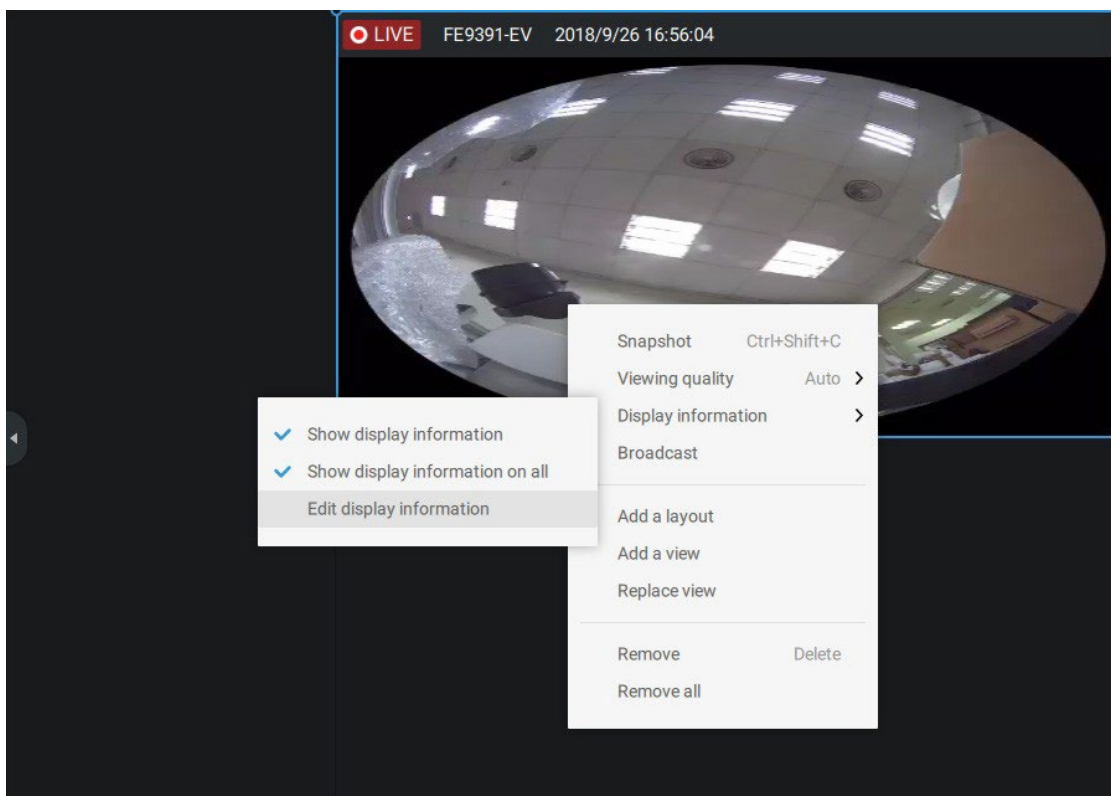 LIVE FE9391-EV 2018/9/26 16:56:04
Snapshot Ctrl+Shift+C
Viewing quality Auto
Display information
Broadcast
Add a layout
Add a view
Replace view
Remove Delete
Remove all
Show display information
Show display information on all
Edit display information